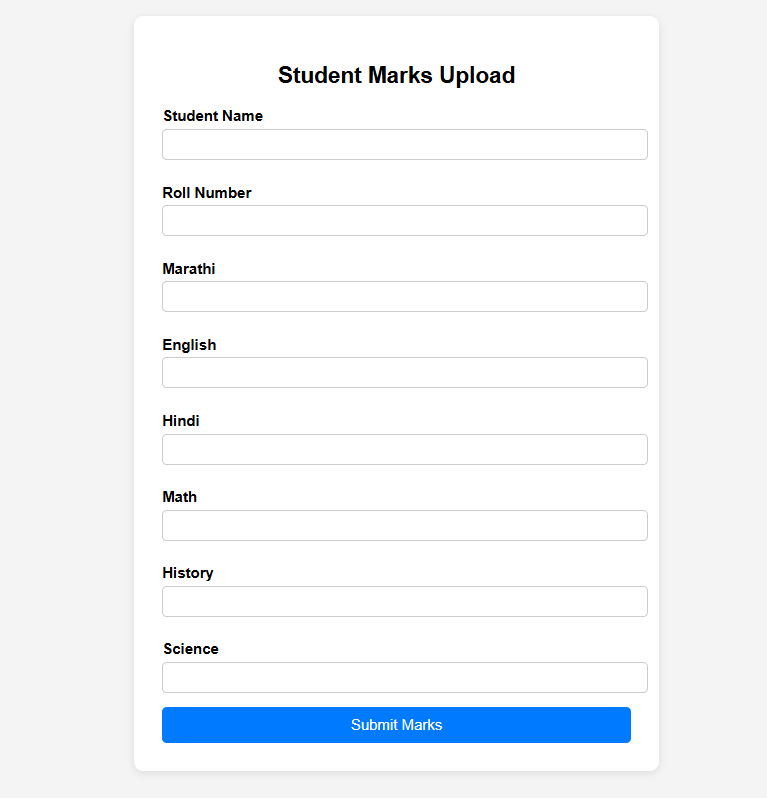 Student Marks Upload
Student Name
Roll Number
Marathi
English
Hindi
Math
History
Science
Submit Marks